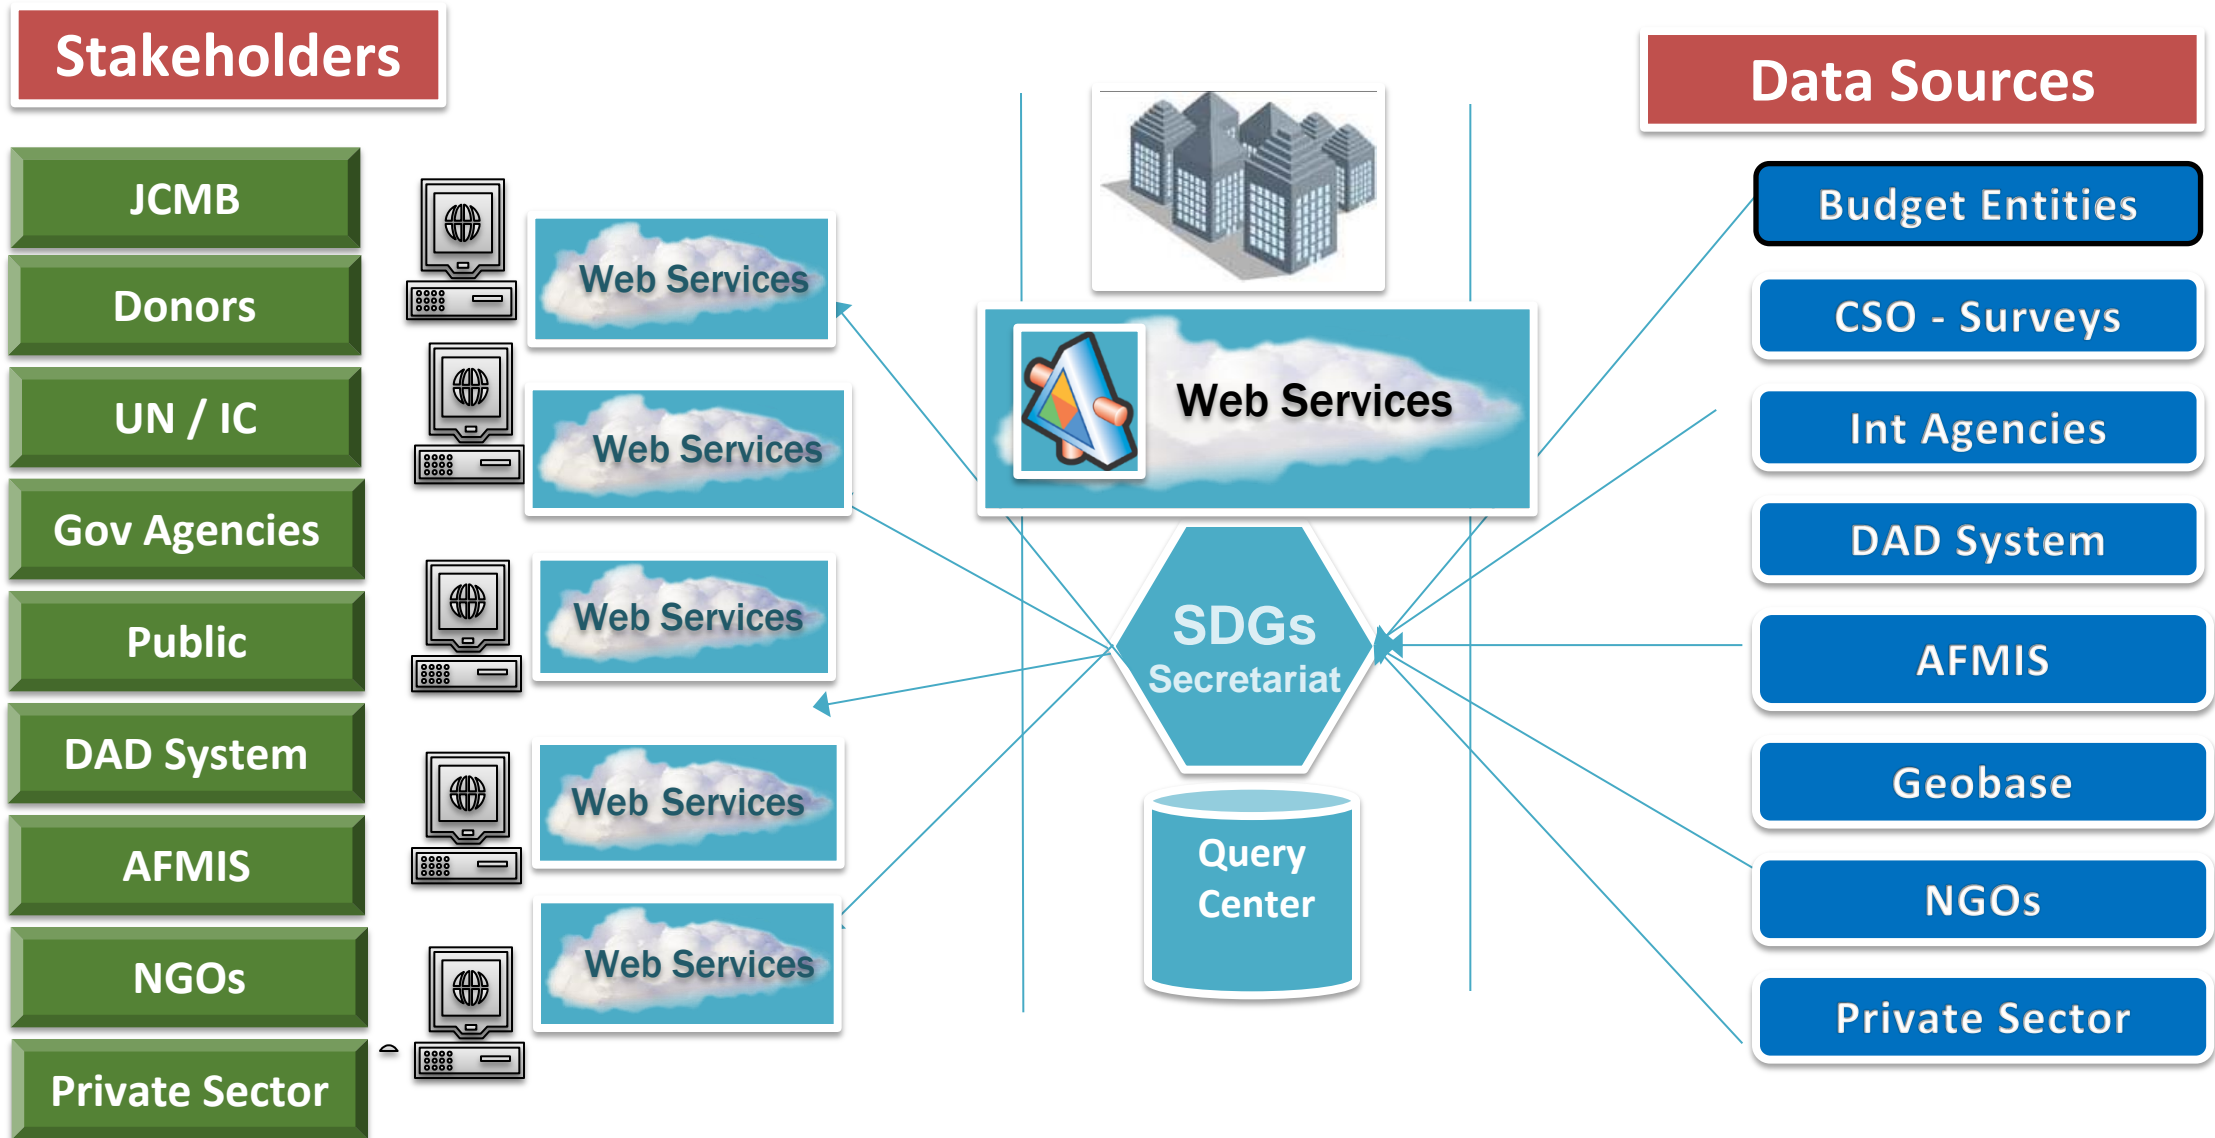 Stakeholders
JCMB
Donors
UN / IC
Gov Agencies
Public
DAD System
AFMIS
NGOs
Private Sector
Web Services
Web Services
Web Services
Web Services
Web Services
Web Services
SDGs
Secretariat
Query
Center
Data Sources
Budget Entities
CSO - Surveys
Int Agencies
DAD System
AFMIS
Geobase
NGOs
Private Sector